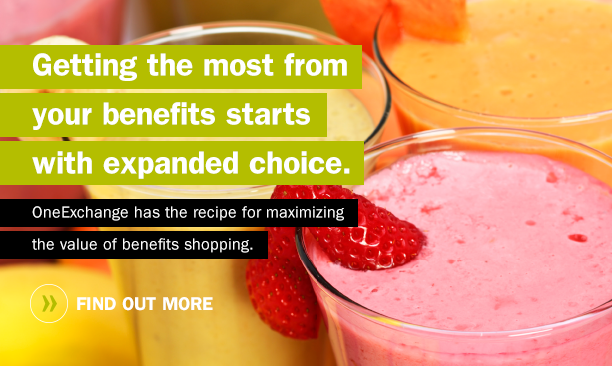 Getting the most from
your benefits starts
with expanded choice.
OneExchange has the recipe for maximizing
the value of benefits shopping.
FIND OUT MORE